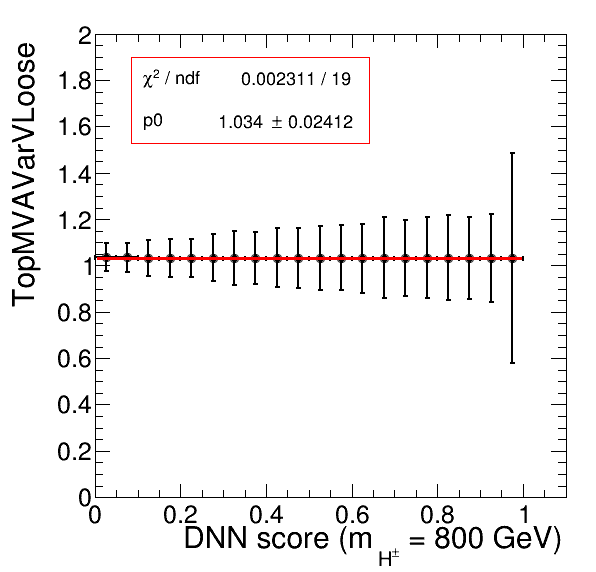 TopMVAVarVLoose
2
1.8
1.6
1.4
1.2
1
0.8
0.6
0.4
0.2
0
χ² / ndf 0.002311 / 19
p0 1.034 ± 0.02412
0 0.2 0.4 0.6 0.8 1
DNN score (m_H± = 800 GeV)